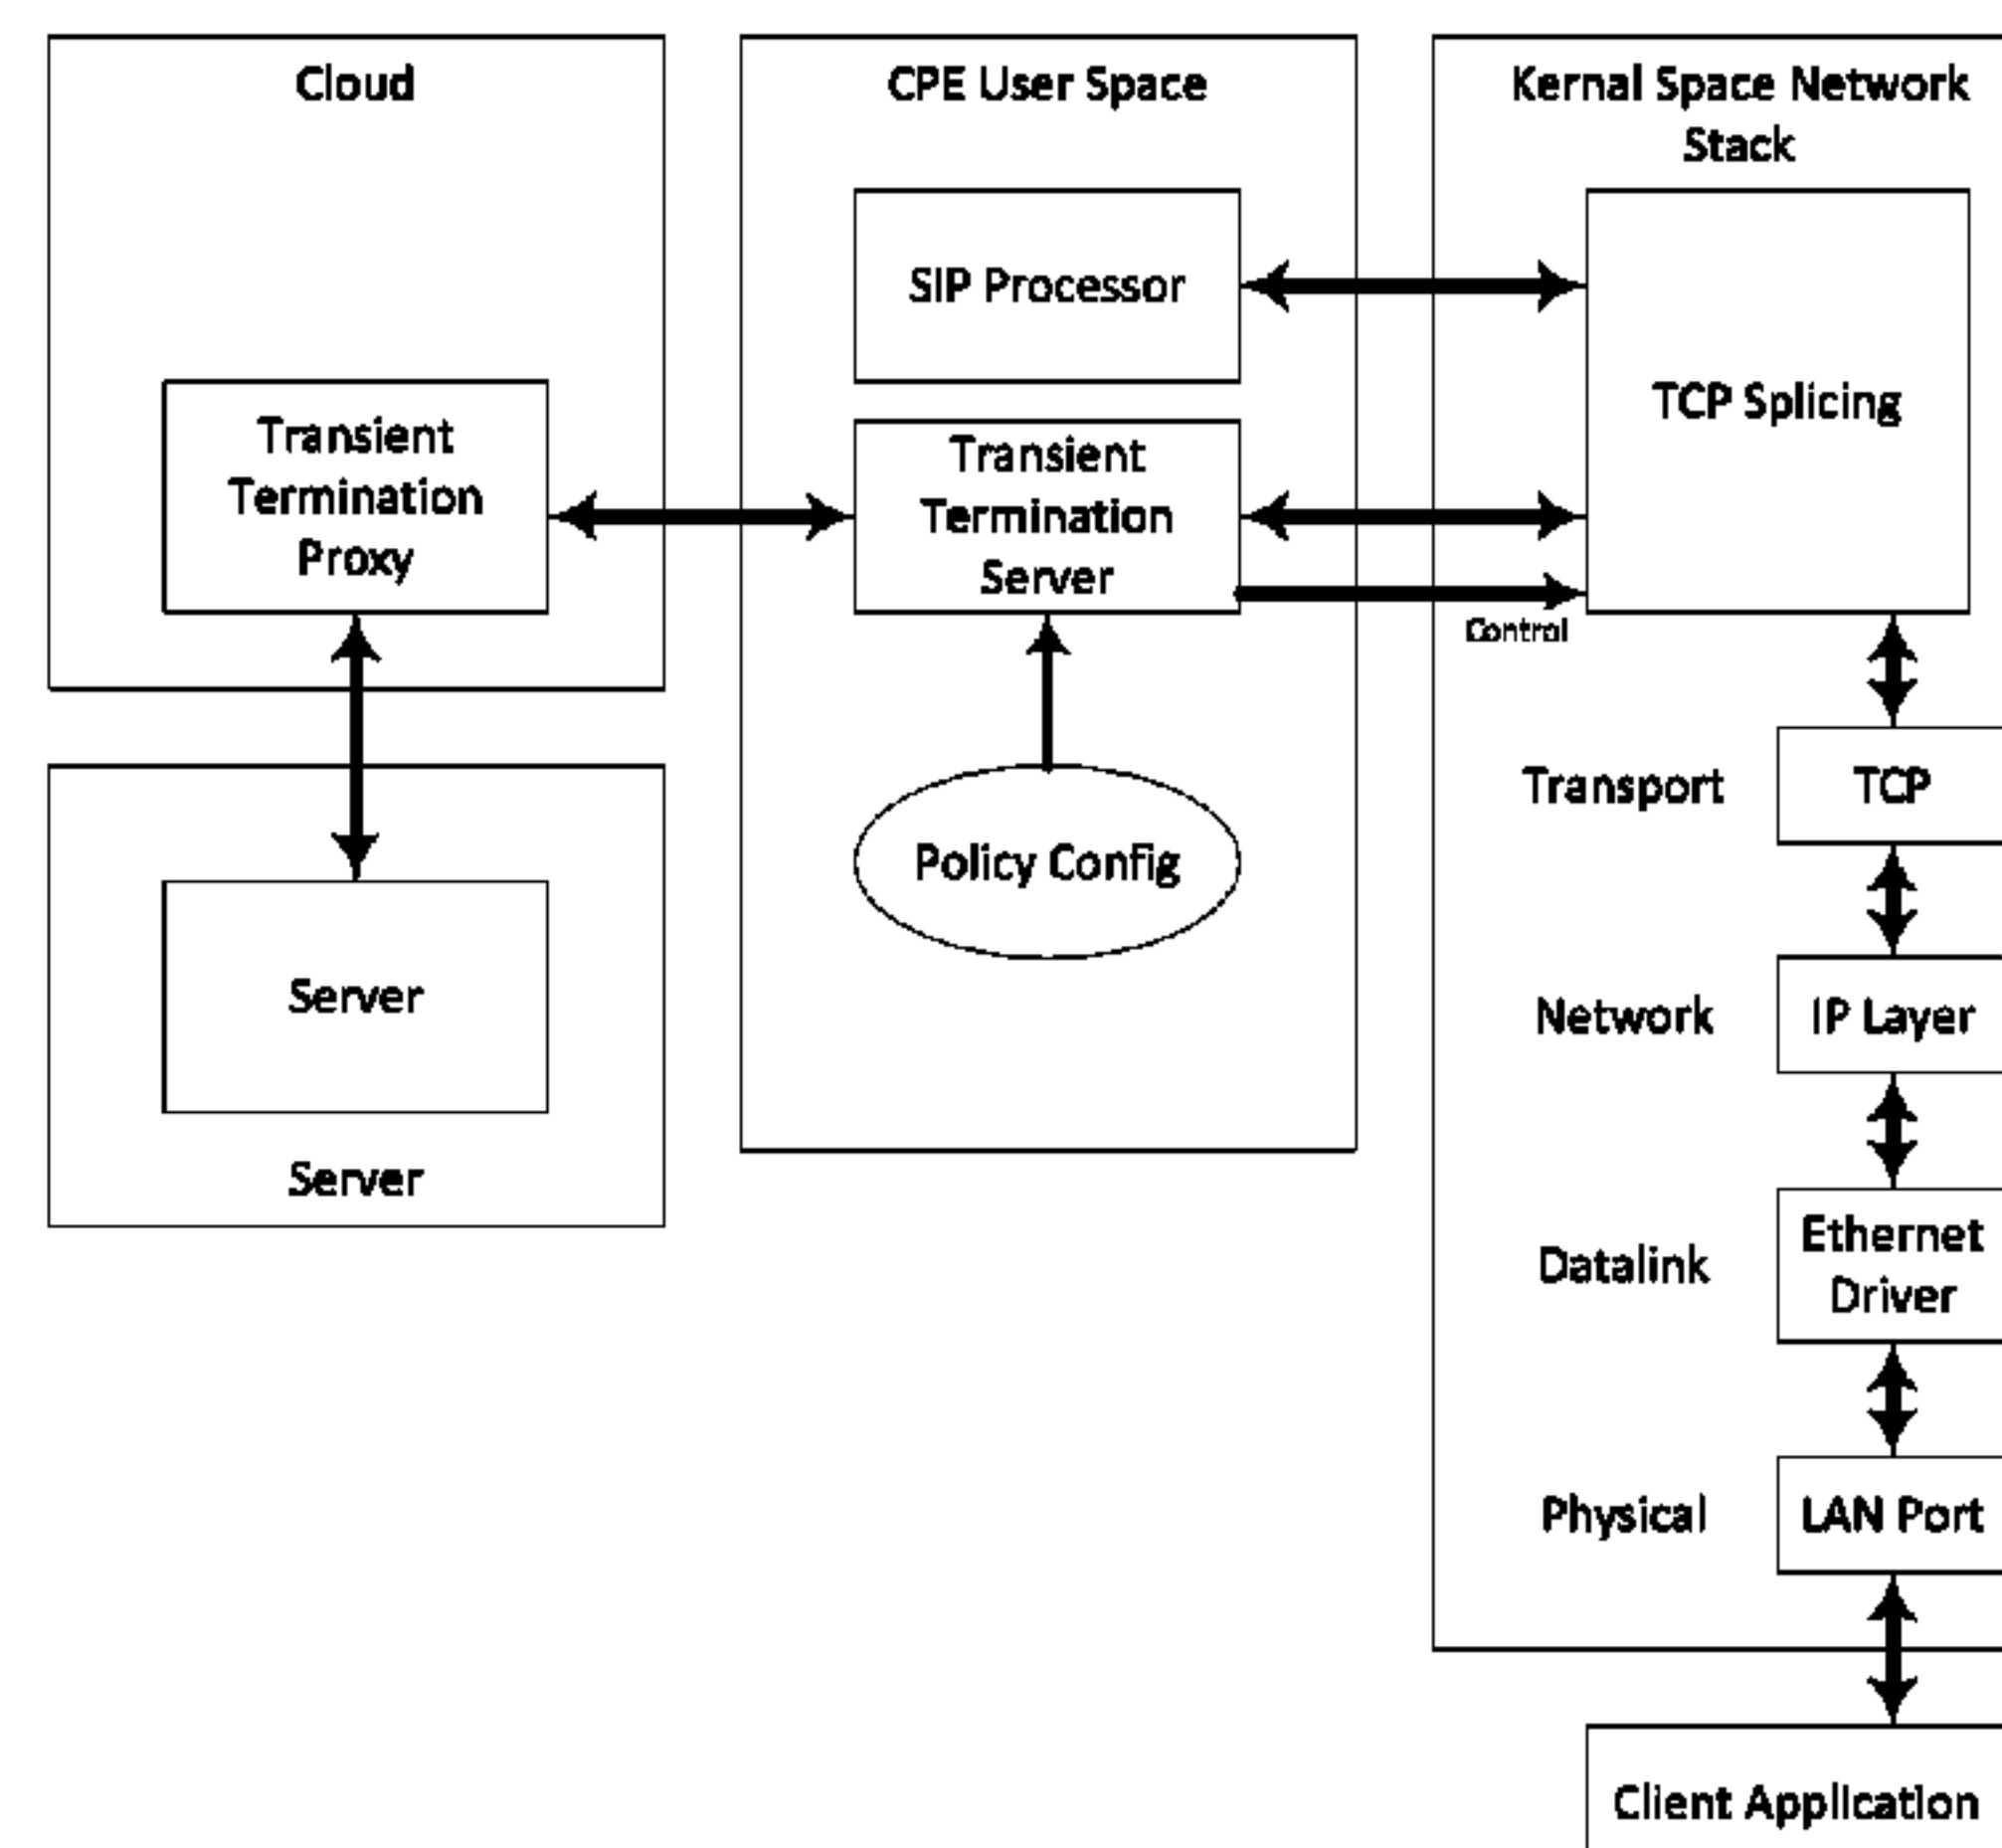 Cloud
Transient
Termination
Proxy
Server
Server
CPE User Space
SIP Processor
Transient
Termination
Server
Policy Config
Kernal Space Network
Stack
TCP Splicing
Control
Transport
TCP
Network
IP Layer
Datalink
Ethernet
Driver
Physical
LAN Port
Client Application